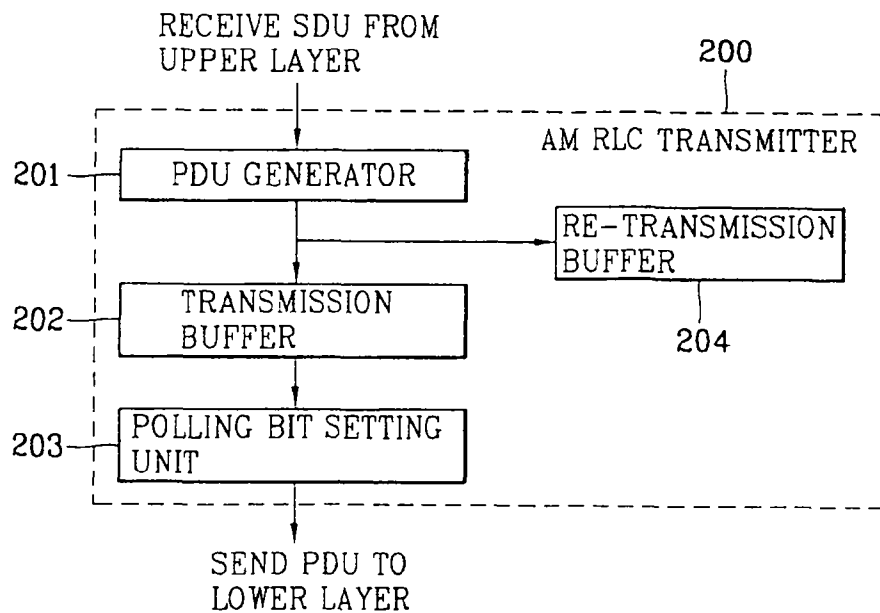 RECEIVE SDU FROM
UPPER LAYER
200
AM RLC TRANSMITTER
201
PDU GENERATOR
RE-TRANSMISSION
BUFFER
202
TRANSMISSION
BUFFER
204
203
POLLING BIT SETTING
UNIT
SEND PDU TO
LOWER LAYER